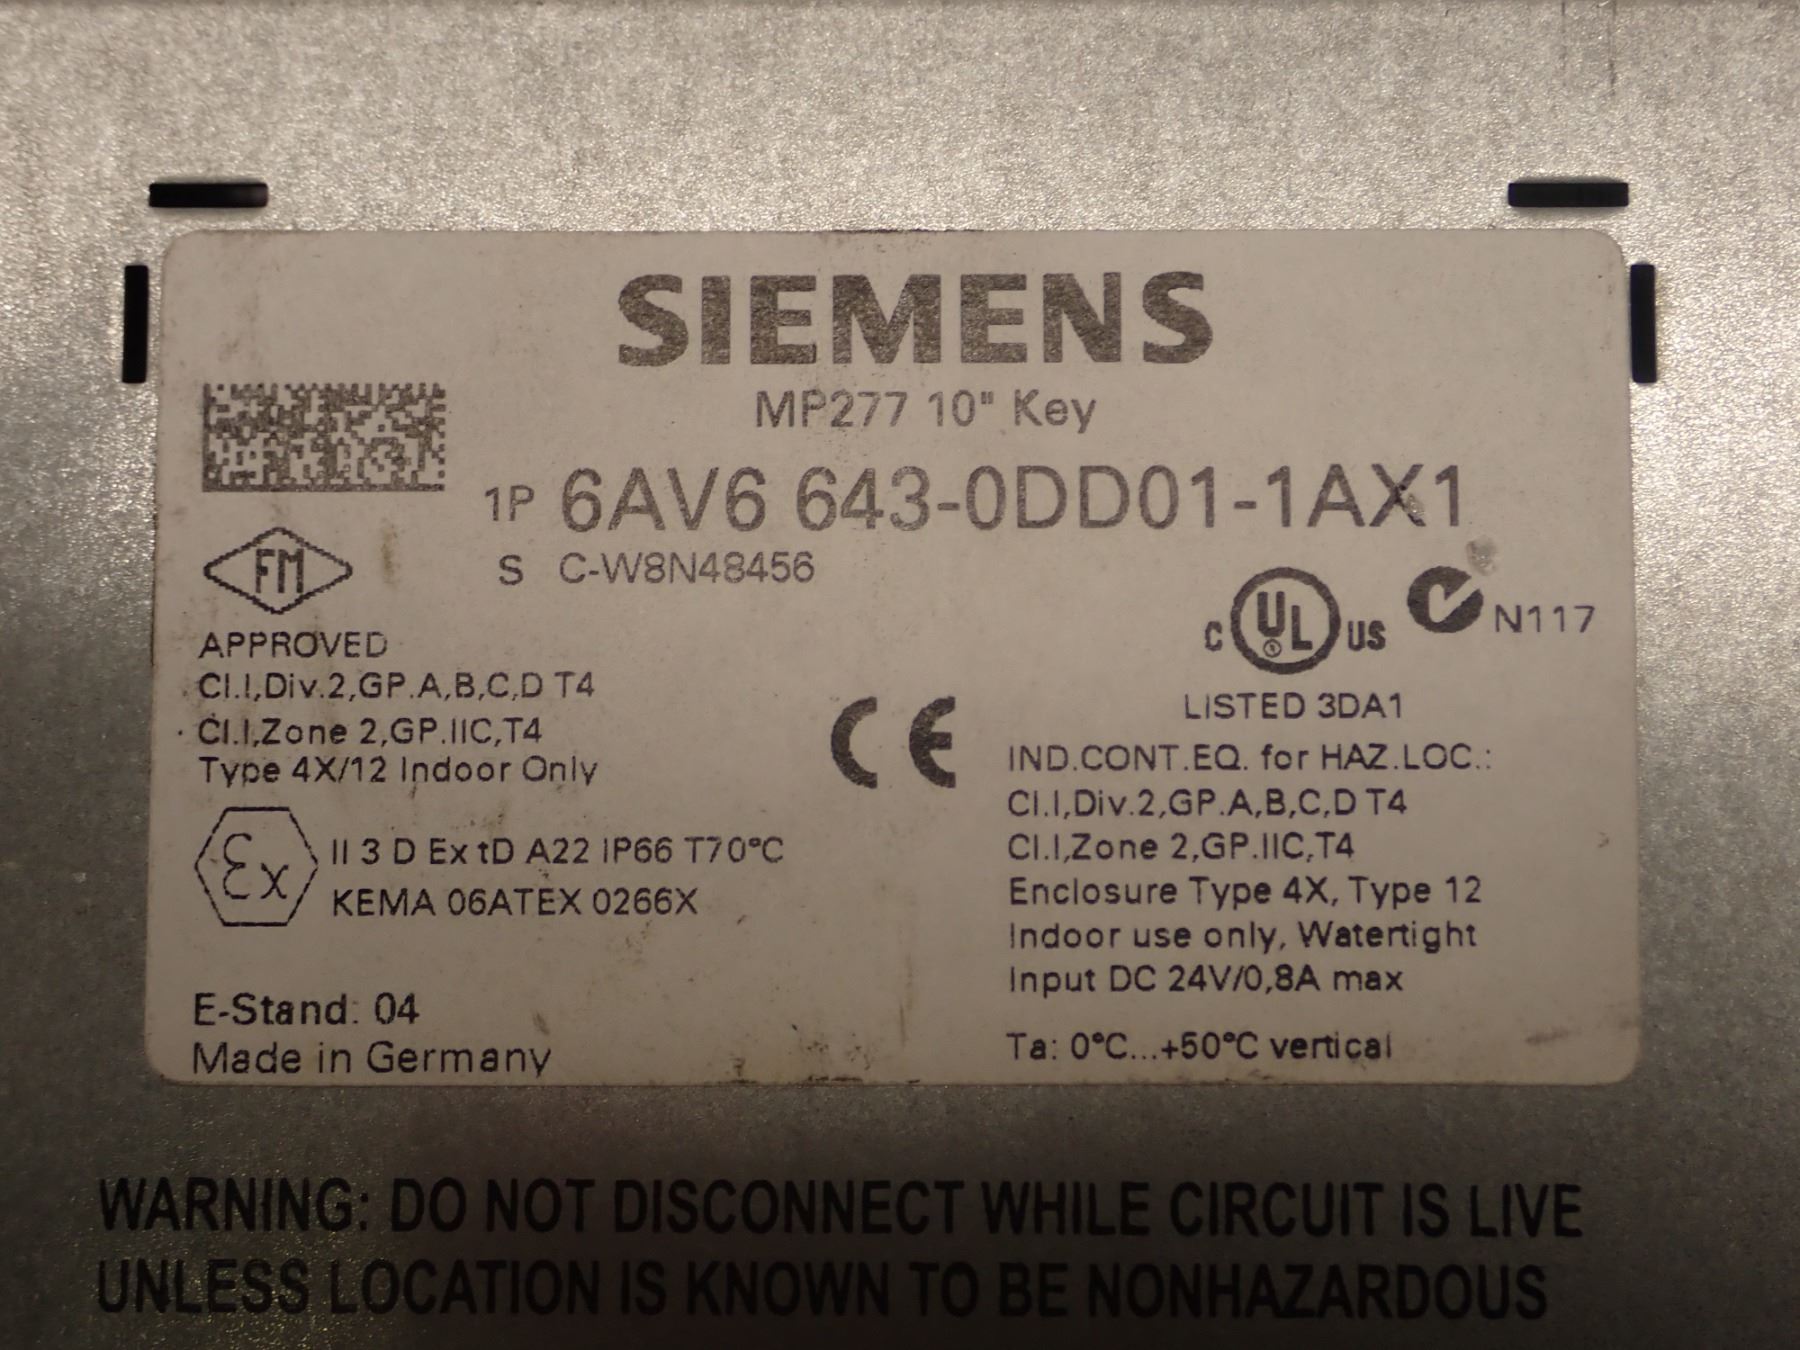 SIEMENS
MP277 10" Key
1P 6AV6 643-0DD01-1AX1
S C-W8N48456
FM
APPROVED
Cl.I,Div.2,GP.A,B,C,D T4
Cl.I,Zone 2,GP.IIC,T4
Type 4X/12 Indoor Only
Ex II 3 D Ex tD A22 IP66 T70°C
KEMA 06ATEX 0266X
E-Stand: 04
Made in Germany
CE
C UL US N117
LISTED 3DA1
IND.CONT.EQ. for HAZ.LOC.:
Cl.I,Div.2,GP.A,B,C,D T4
Cl.I,Zone 2,GP.IIC,T4
Enclosure Type 4X, Type 12
Indoor use only, Watertight
Input DC 24V/0,8A max
Ta: 0°C...+50°C vertical
WARNING: DO NOT DISCONNECT WHILE CIRCUIT IS LIVE
UNLESS LOCATION IS KNOWN TO BE NONHAZARDOUS